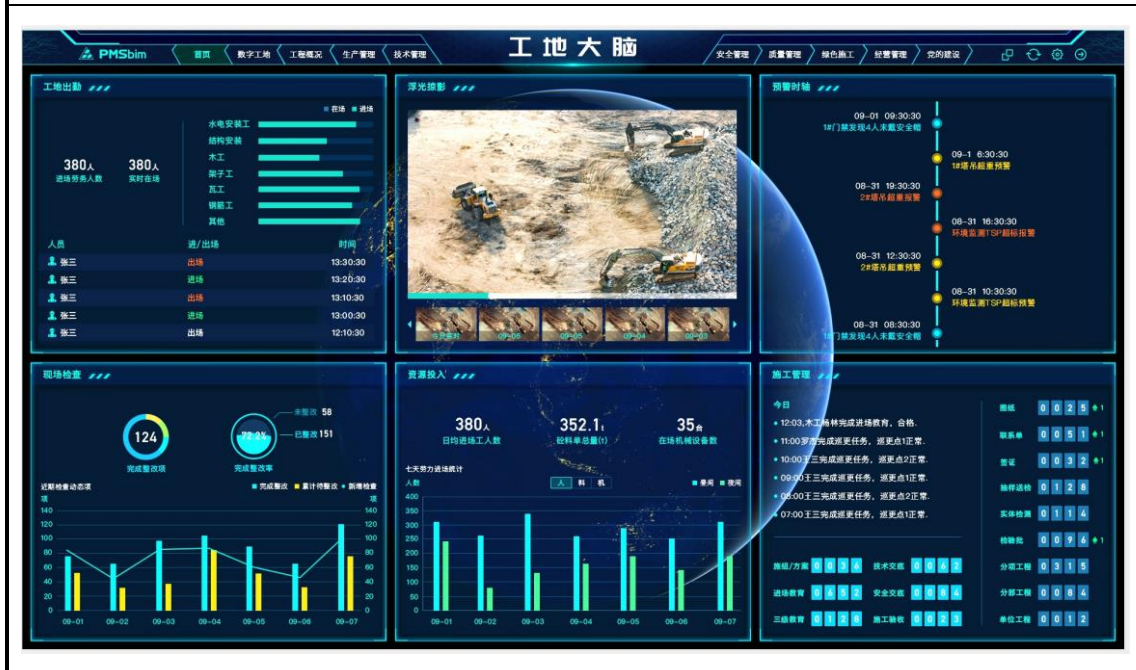 PMSbim 首页 数字工地 工程概况 生产管理 技术管理 工地大脑 安全管理 质量管理 绿色施工 经营管理 党的建设
工地出勤
在场 进场
水电安装工
结构安装
木工
架子工
瓦工
钢筋工
其他
380人 380人
进场劳务人数 实时在场
人员 进/出场 时间
张三 出场 13:30:30
张三 进场 13:20:30
张三 出场 13:10:30
张三 进场 13:00:30
张三 出场 12:10:30
浮光掠影
09-06 09-05 09-04 09-03
预警时轴
09-01 09:30:30
1#门禁发现4人未戴安全帽
09-1 6:30:30
1#塔吊超重预警
08-31 19:30:30
2#塔吊超重报警
08-31 16:30:30
环境监测TSP超标报警
08-31 12:30:30
2#塔吊超重预警
08-31 10:30:30
环境监测TSP超标预警
08-31 08:30:30
1#门禁发现4人未戴安全帽
现场检查
124
完成整改项
72.2%
完成整改率
未整改 58
已整改 151
近期检查动态项
完成整改 累计待整改 新增检查
项 项
140 140
120 120
100 100
80 80
60 60
40 40
20 20
0 0
09-01 09-02 09-03 09-04 09-05 09-06 09-07
资源投入
380人 352.1t 35台
日均进场工人数 砼料单总量(t) 在场机械设备数
七天劳力进场统计
人数 人 料 机 昼间 夜间
400
350
300
250
200
150
100
50
0
09-01 09-02 09-03 09-04 09-05 09-06 09-07
施工管理
今日
12:03,木工杨林完成进场教育，合格.
11:00罗杰完成巡更任务，巡更点1正常.
10:00王三完成巡更任务，巡更点2正常.
09:00王三完成巡更任务，巡更点1正常.
08:00王三完成巡更任务，巡更点2正常.
07:00王三完成巡更任务，巡更点1正常.
施组/方案 0036 技术交底 0062
进场教育 0652 安全交底 0084
三级教育 0128 施工验收 0023
图纸 0025 1
联系单 0051 1
签证 0032 1
抽样送检 0128
实体检测 0114
检验批 0096 1
分项工程 0315
分部工程 0084
单位工程 0012